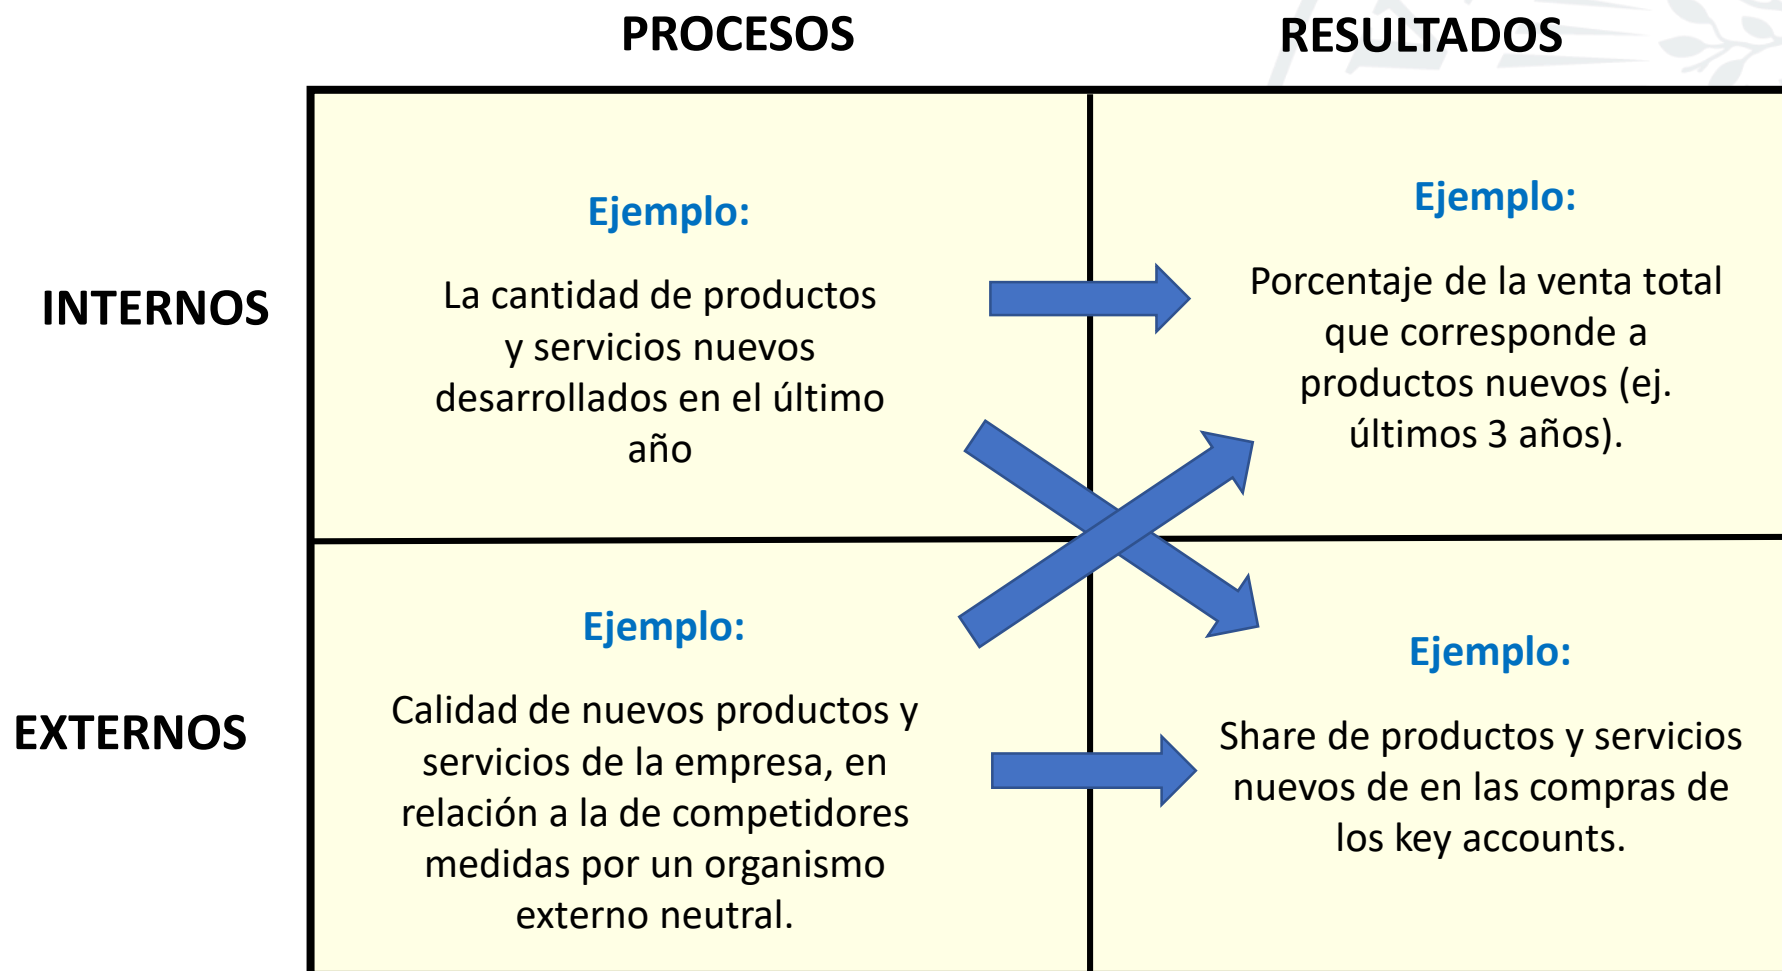 PROCESOS
RESULTADOS
INTERNOS
Ejemplo:
La cantidad de productos
y servicios nuevos
desarrollados en el último
año
Ejemplo:
Porcentaje de la venta total
que corresponde a
productos nuevos (ej.
últimos 3 años).
EXTERNOS
Ejemplo:
Calidad de nuevos productos y
servicios de la empresa, en
relación a la de competidores
medidas por un organismo
externo neutral.
Ejemplo:
Share de productos y servicios
nuevos de en las compras de
los key accounts.